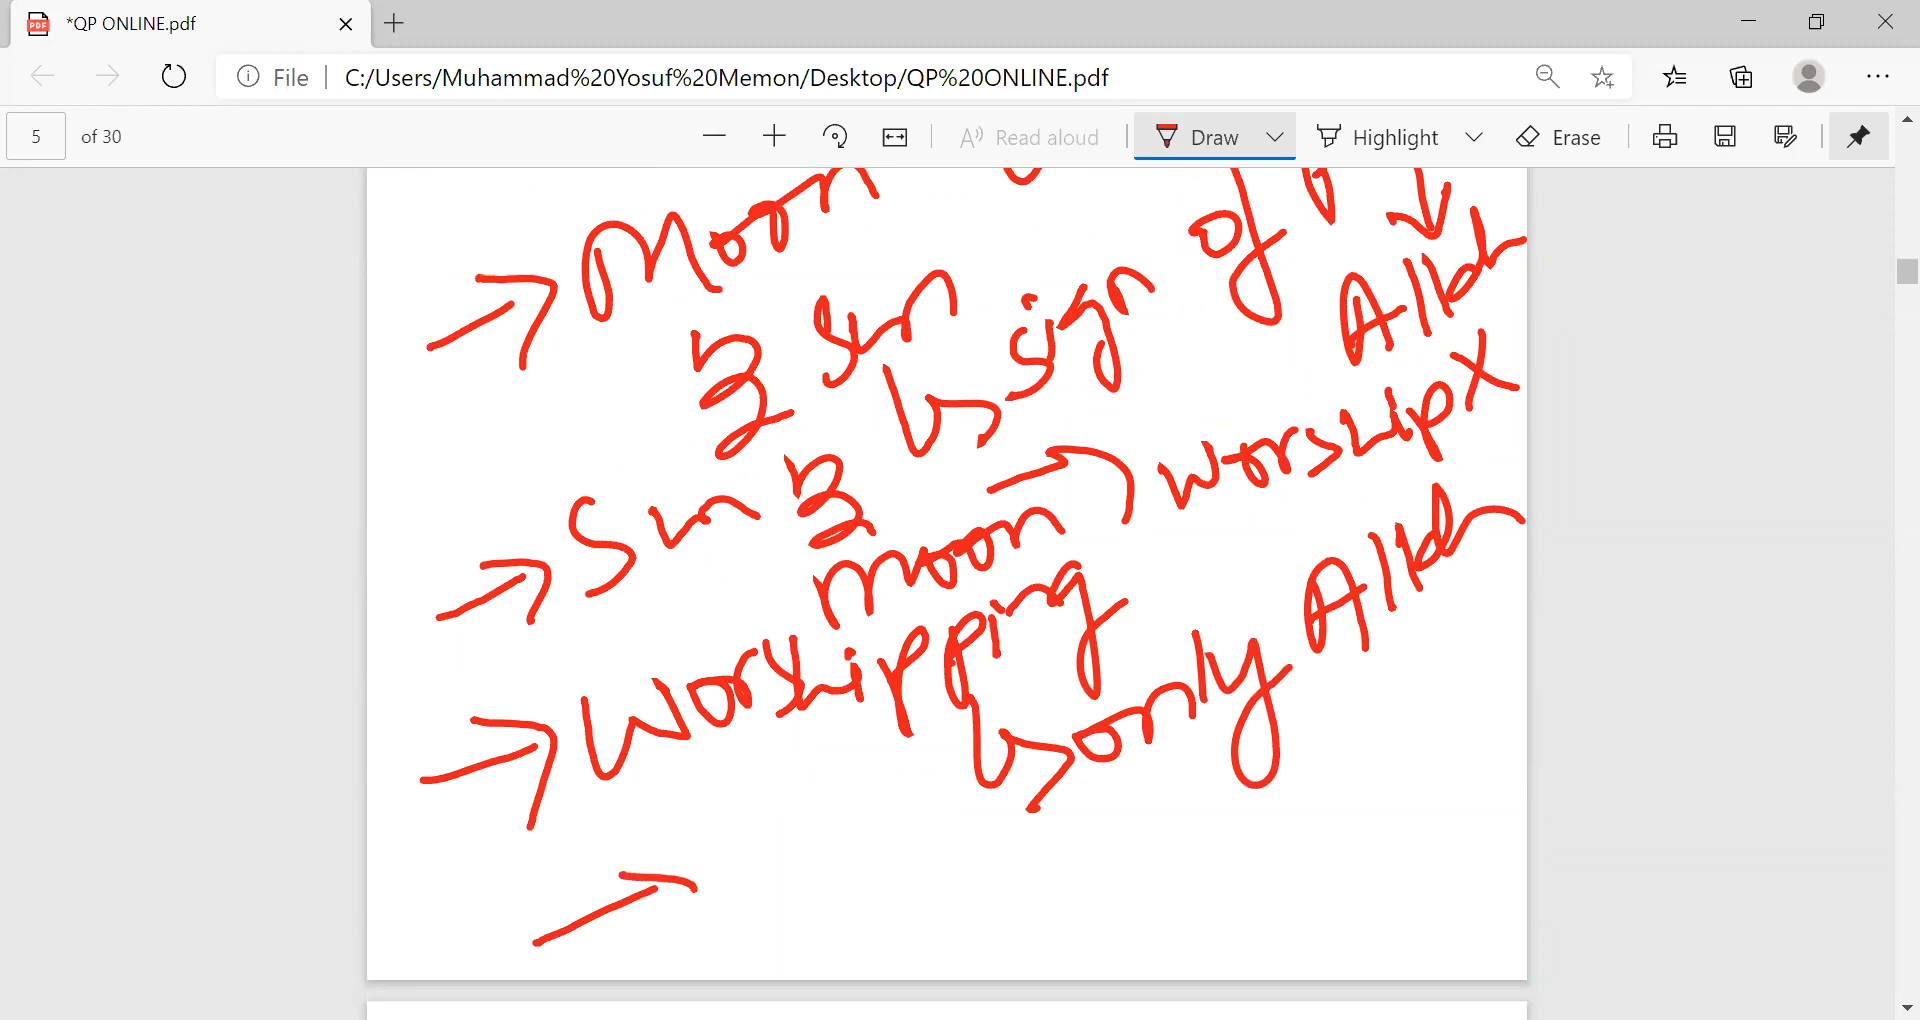 *QP ONLINE.pdf
File | C:/Users/Muhammad%20Yosuf%20Memon/Desktop/QP%20ONLINE.pdf
5 of 30 Read aloud Draw Highlight Erase
→ Moon
& Sun ↳ sign of Allah
→ Sun & Moon → Worship X
→ Worshipping ↳ only Allah
→